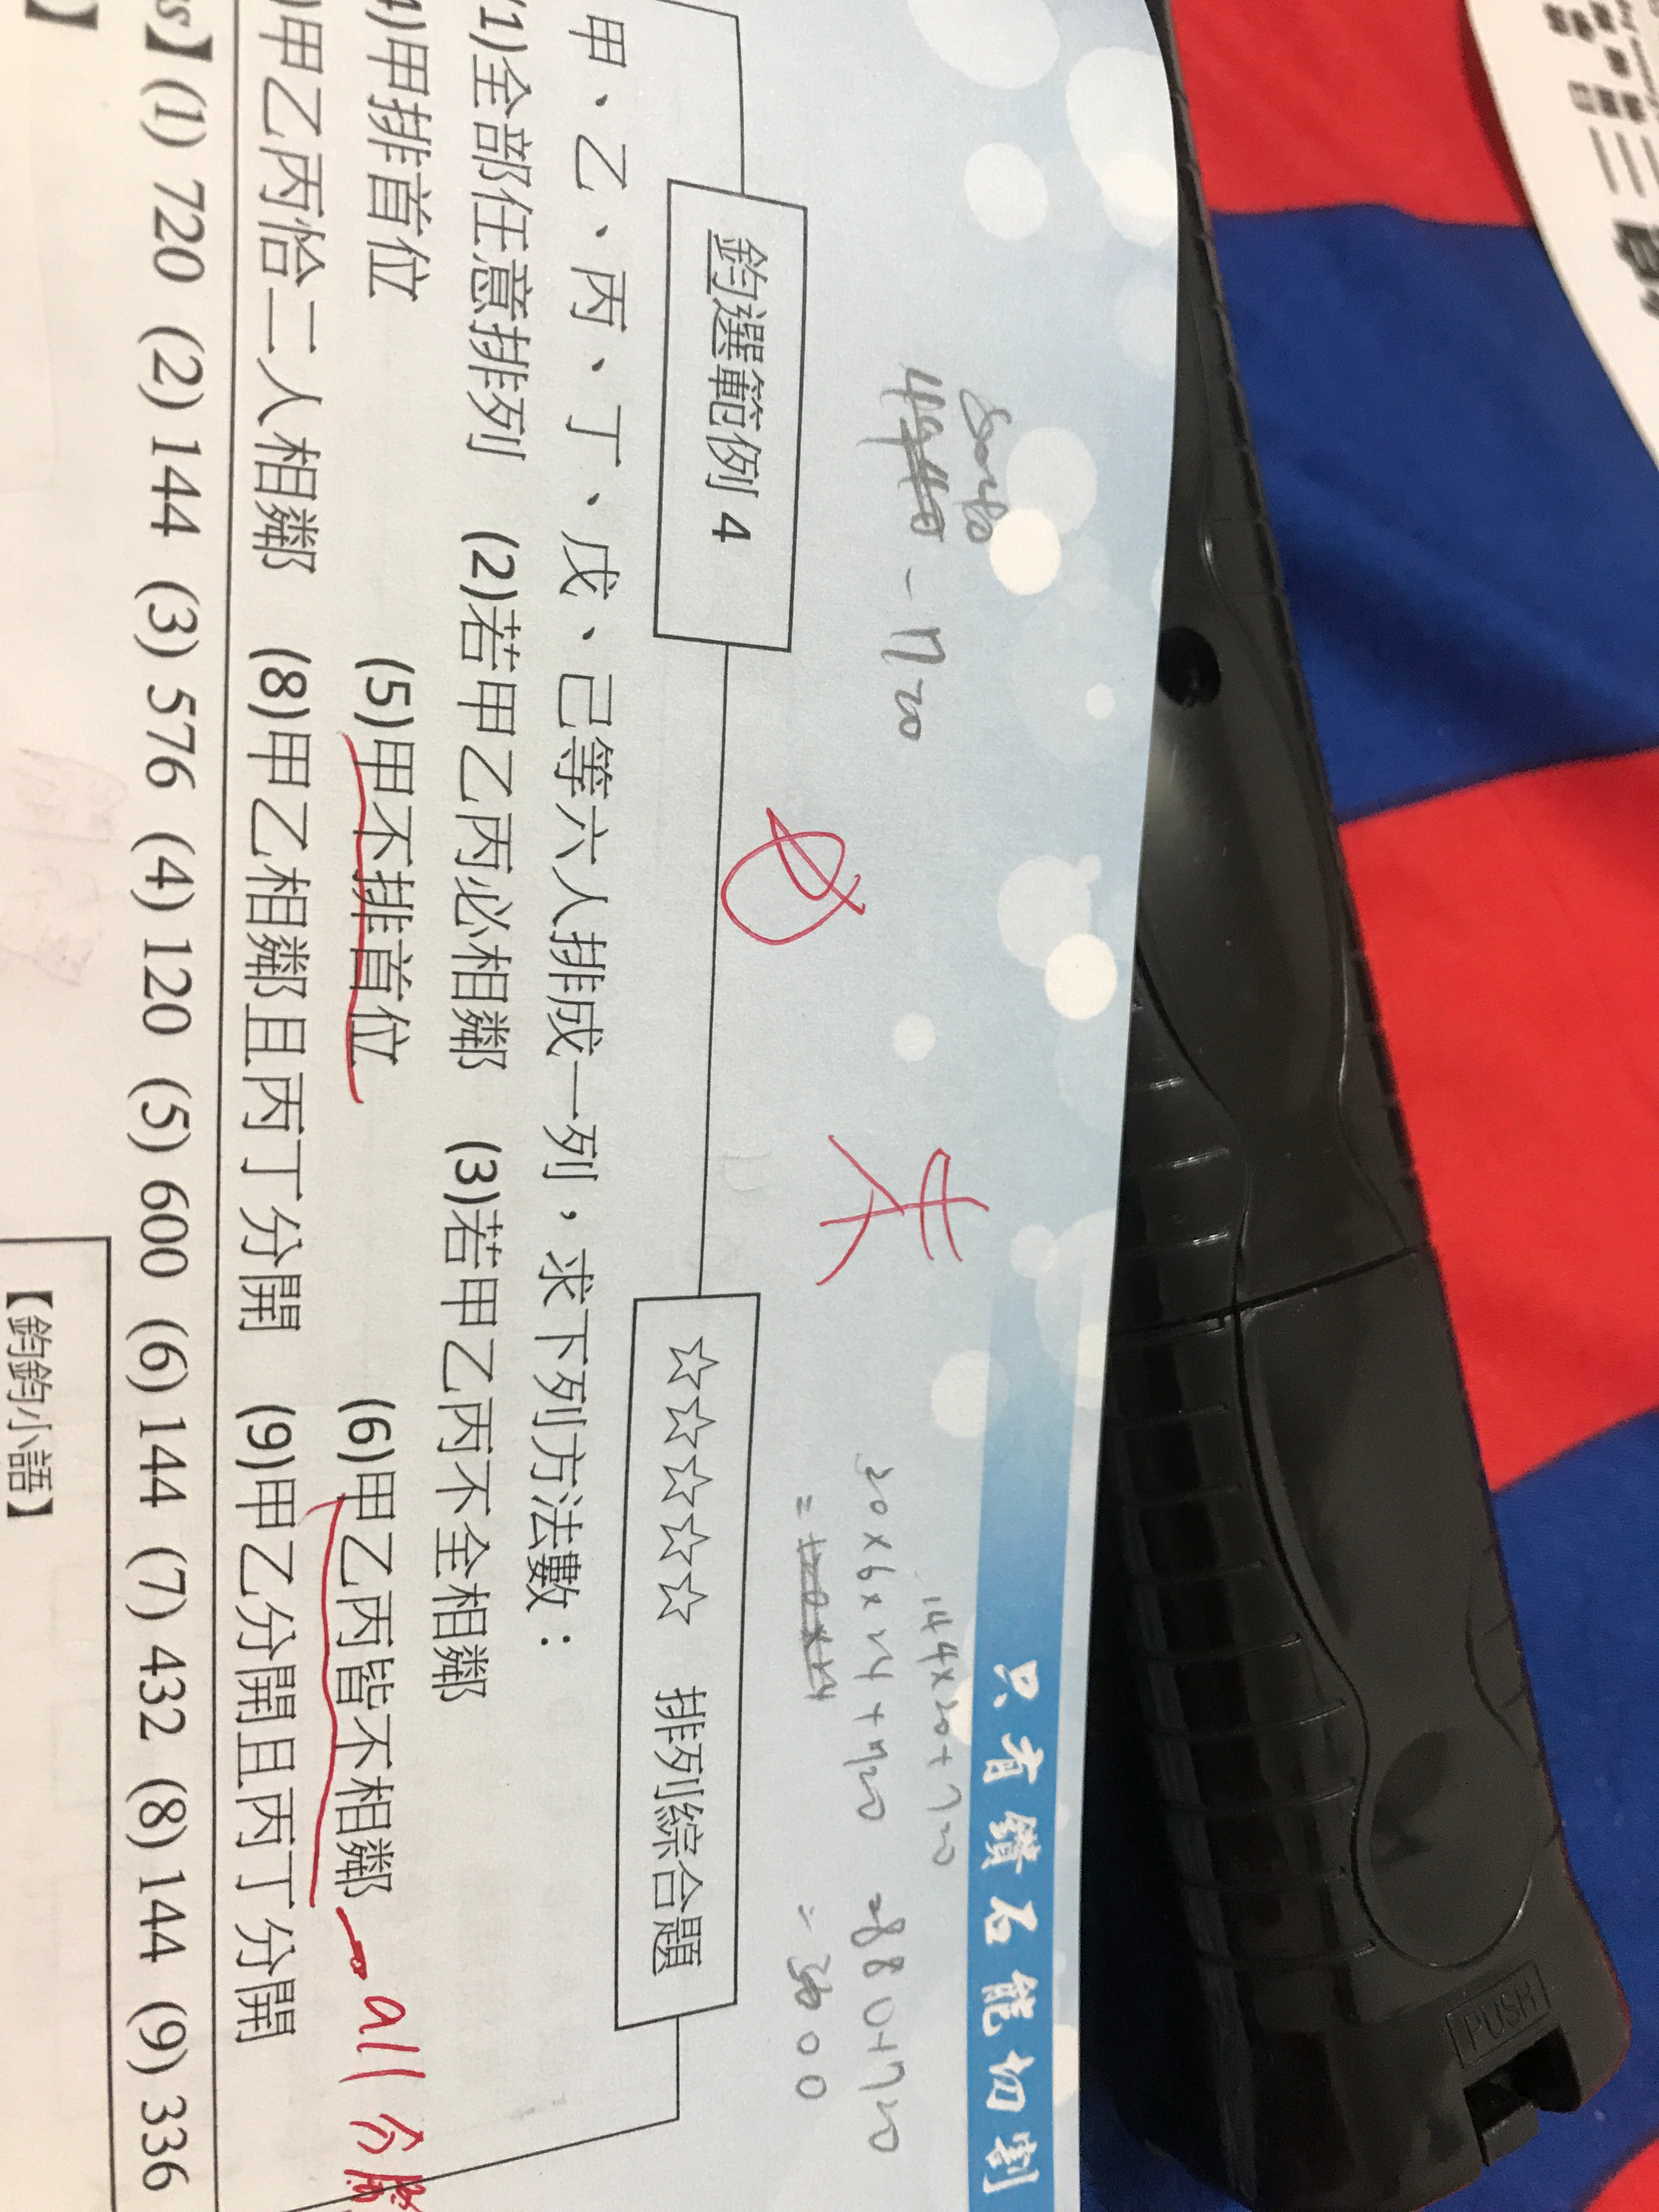 只有鑽石能切割
144×20+720
20×6×24+720 =2880+720
=3600
-720
鈞選範例 4
☆☆☆☆☆ 排列綜合題
甲、乙、丙、丁、戊、己等六人排成一列，求下列方法數：
(1)全部任意排列 (2)若甲乙丙必相鄰 (3)若甲乙丙不全相鄰
4)甲排首位 (5)甲不排首位 (6)甲乙丙皆不相鄰 → all 分開
)甲乙丙恰二人相鄰 (8)甲乙相鄰且丙丁分開 (9)甲乙分開且丙丁分開
s】(1) 720 (2) 144 (3) 576 (4) 120 (5) 600 (6) 144 (7) 432 (8) 144 (9) 336
【鈞鈞小語】
】
PUSH